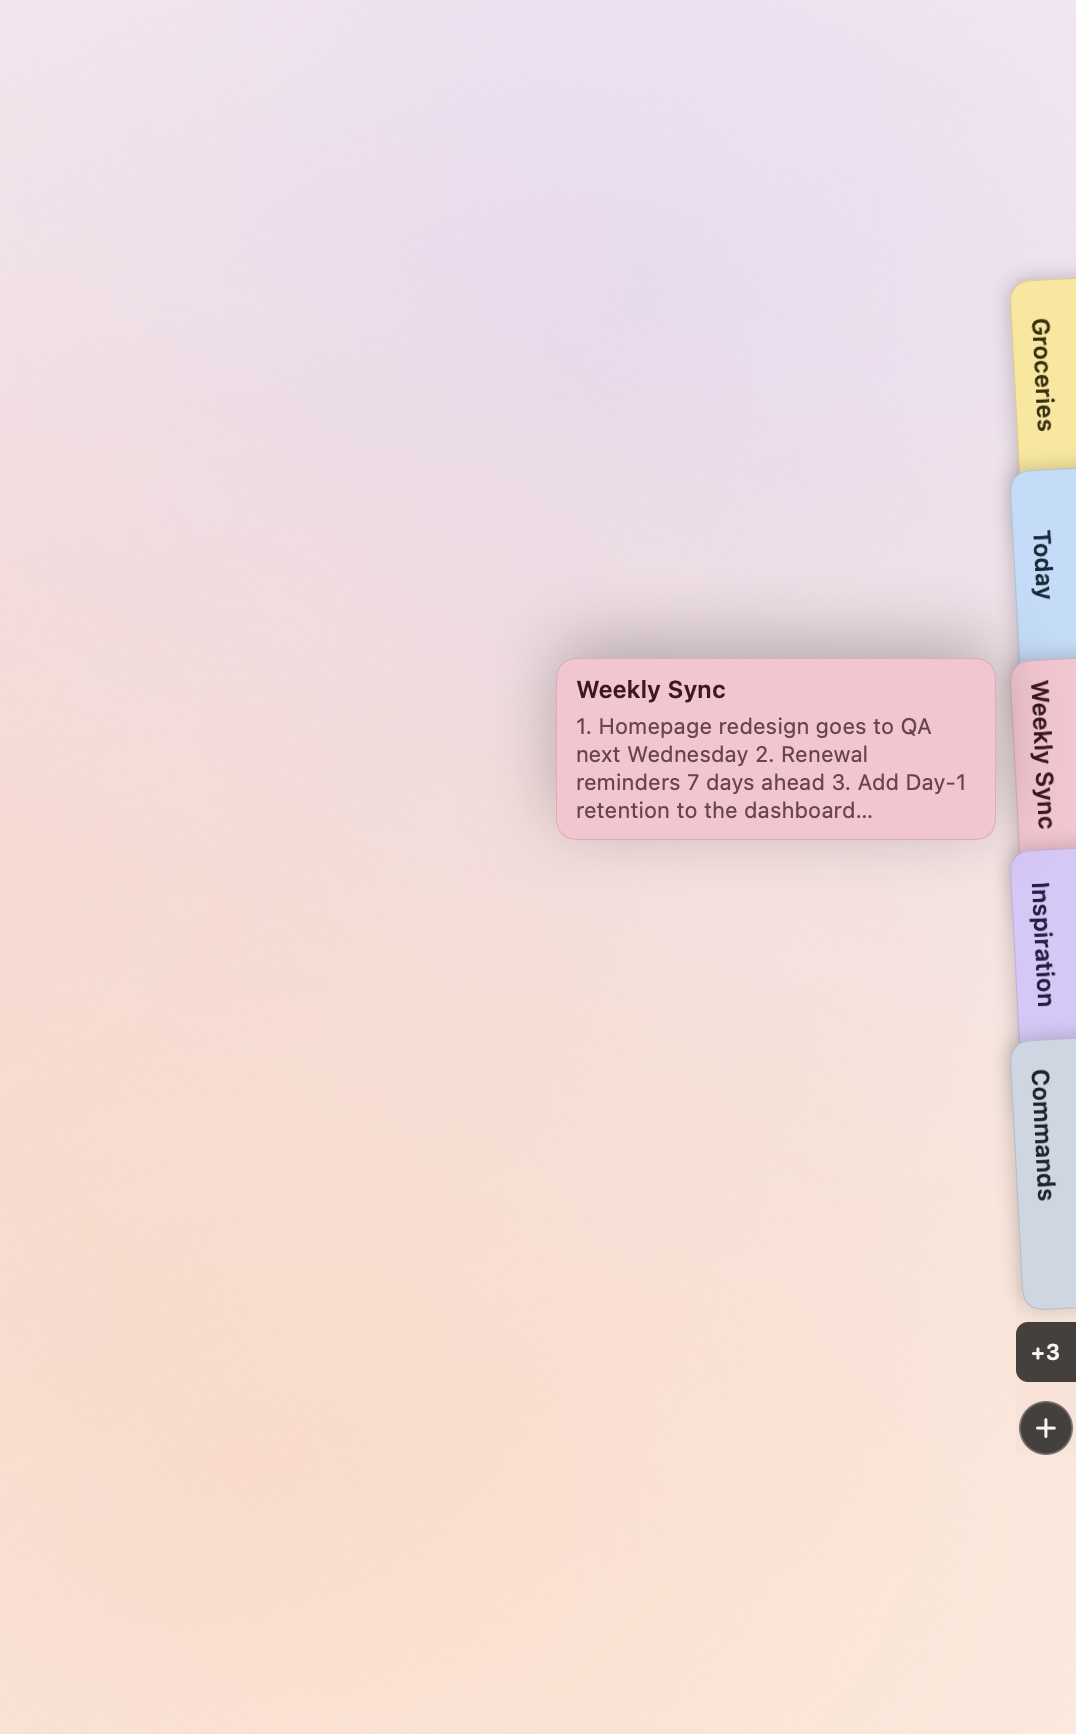 Groceries
Today
Weekly Sync
1. Homepage redesign goes to QA
next Wednesday 2. Renewal
reminders 7 days ahead 3. Add Day-1
retention to the dashboard...
Weekly Sync
Inspiration
Commands
+3
+